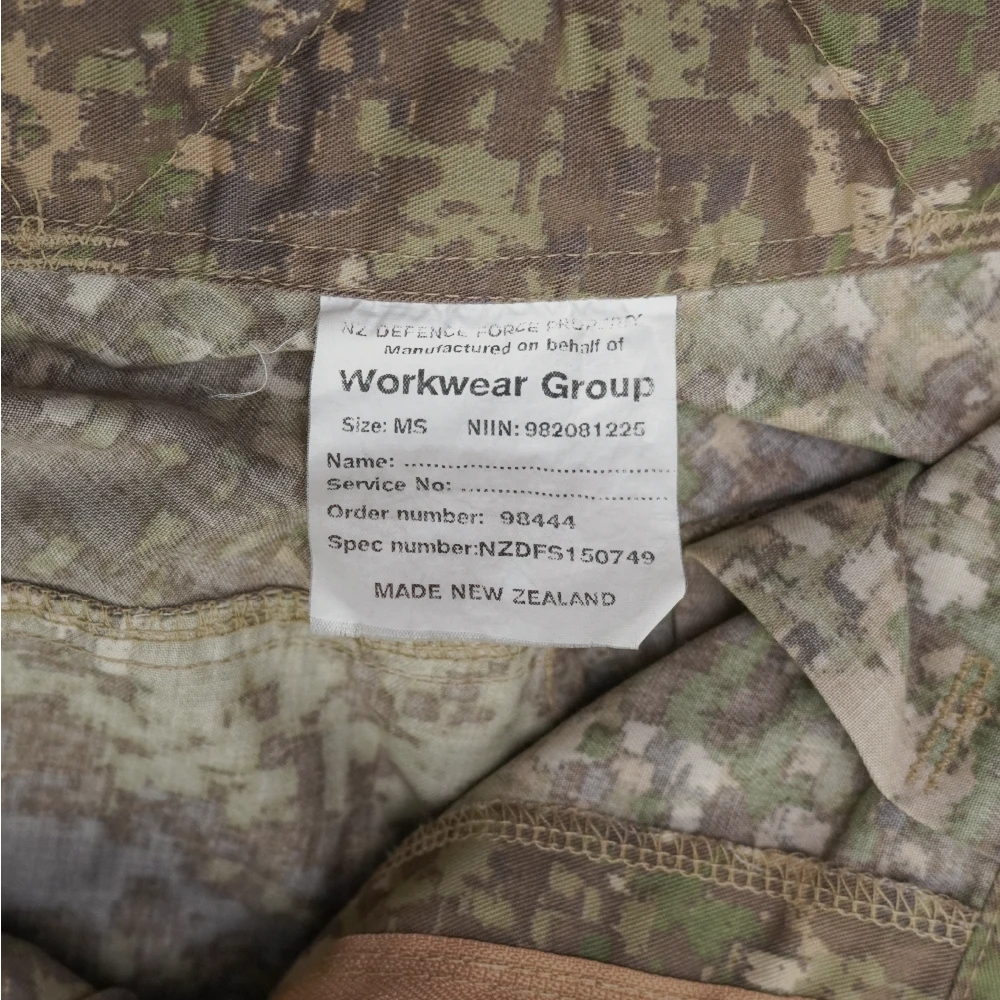 NZ DEFENCE FORCE PROPERTY
Manufactured on behalf of
Workwear Group
Size: MS NIIN: 982081225
Name: ................................................
Service No: .....................................
Order number: 98444
Spec number:NZDFS150749
MADE NEW ZEALAND